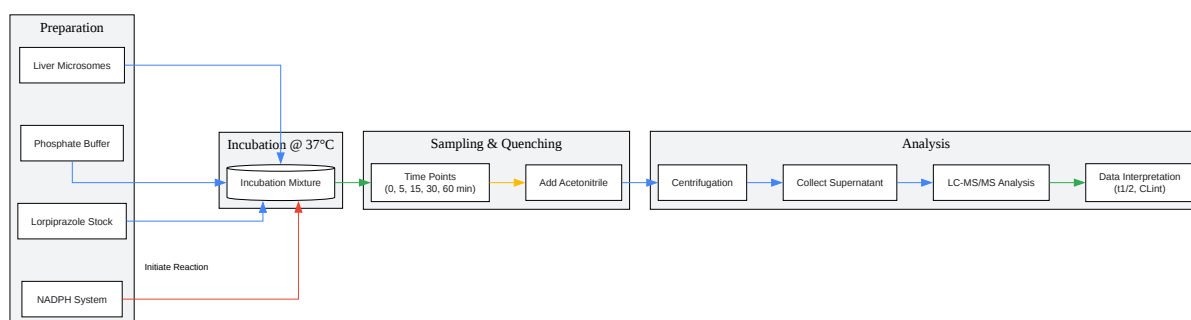 Preparation
Liver Microsomes
Phosphate Buffer
Lorpiprazole Stock
NADPH System
Initiate Reaction
Incubation @ 37°C
Incubation Mixture
Sampling & Quenching
Time Points
(0, 5, 15, 30, 60 min)
Add Acetonitrile
Analysis
Centrifugation
Collect Supernatant
LC-MS/MS Analysis
Data Interpretation
(t1/2, CLint)